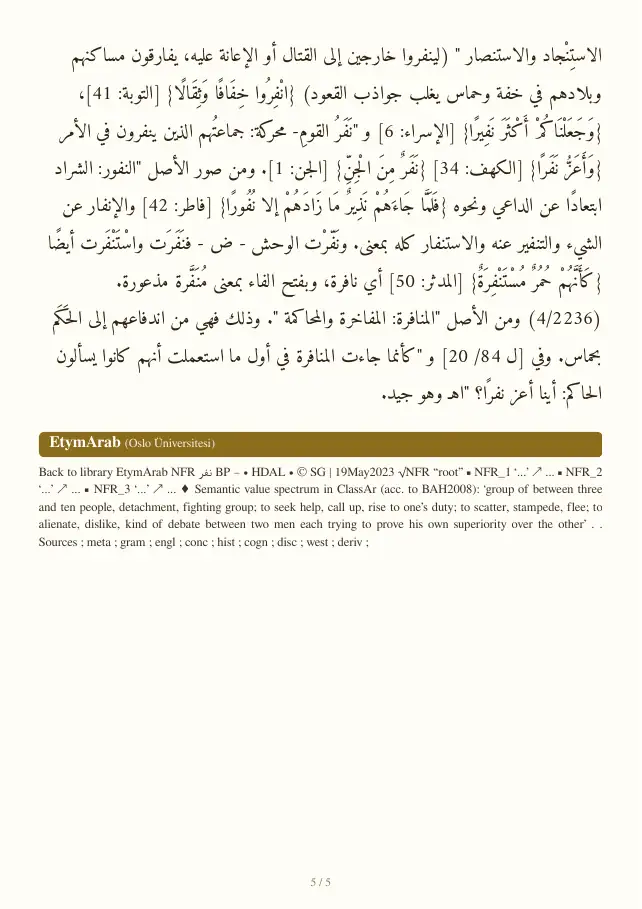 الاستِنْجاد والاستنصار " (لينفروا خارجين إلى القتال أو الإعانة عليه، يفارقون مساكنهم
وبلادهم في خفة وحماس يغلب جواذب القعود) {انْفِرُوا خِفَافًا وَثِقَالًا} [التوبة: 41]،
{وَجَعَلْنَاكُمْ أَكْثَرَ نَفِيرًا} [الإسراء: 6] و "نَفَرُ القومِ- محركة: جماعتُهم الذين ينفرون في الأمر
{وَأَعَزُّ نَفَرًا} [الكهف: 34] {نَفَرٌ مِنَ الْجِنِّ} [الجن: 1]. ومن صور الأصل "النفور: الشراد
ابتعادًا عن الداعي ونحوه {فَلَمَّا جَاءَهُمْ نَذِيرٌ مَا زَادَهُمْ إلا نُفُورًا} [فاطر: 42] والإنفار عن
الشيء والتنفير عنه والاستنفار كله بمعنى. ونَفّرْت الوحش - ض - فنَفَرَت واسْتَنْفَرت أيضًا
{كَأَنَّهُمْ حُمُرٌ مُسْتَنْفِرَةٌ} [المدثر: 50] أي نافرة، وبفتح الفاء بمعنى مُنَفَّرة مذعورة.
(4/2236) ومن الأصل "المنافرة: المفاخرة والمحاكمة ". وذلك فهي من اندفاعهم إلى الحَكَم
بحماس. وفي [ل 84/ 20] و "كأنما جاءت المنافرة في أول ما استعملت أنهم كانوا يسألون
الحاكم: أينا أعز نفرًا؟ "اهـ وهو جيد.
EtymArab (Oslo Üniversitesi)
Back to library EtymArab NFR نفر BP – • HDAL • © SG | 19May2023 √NFR “root” ▪ NFR_1 ‘...’ ↗ ... ▪ NFR_2
‘...’ ↗ ... ▪ NFR_3 ‘...’ ↗ ... ♦ Semantic value spectrum in ClassAr (acc. to BAH2008): ‘group of between three
and ten people, detachment, fighting group; to seek help, call up, rise to one’s duty; to scatter, stampede, flee; to
alienate, dislike, kind of debate between two men each trying to prove his own superiority over the other’ . .
Sources ; meta ; gram ; engl ; conc ; hist ; cogn ; disc ; west ; deriv ;
5 / 5